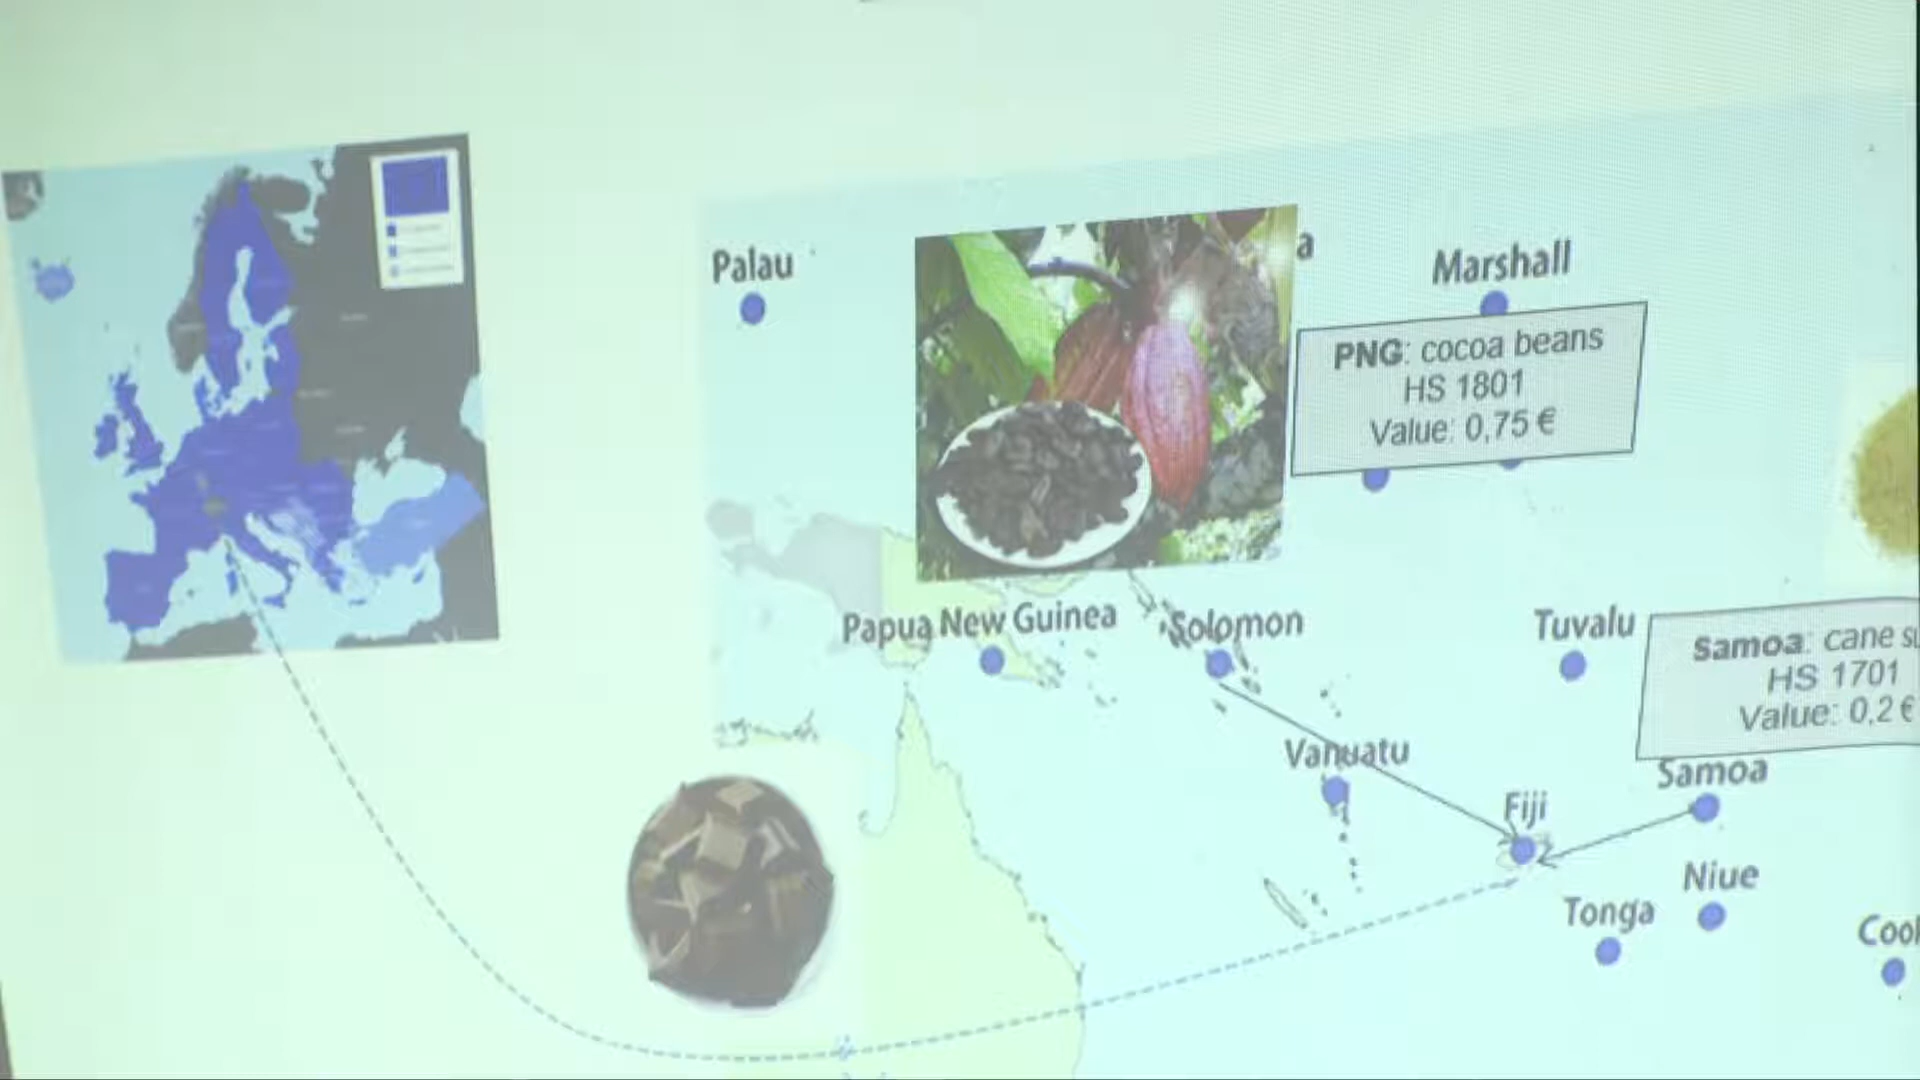 Palau
a
Marshall
PNG: cocoa beans
HS 1801
Value: 0,75 €
Papua New Guinea
Solomon
Tuvalu
Samoa: cane su
HS 1701
Value: 0,2 €
Samoa
Vanuatu
Fiji
Niue
Tonga
Cook